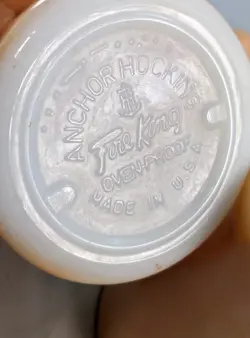 ANCHOR HOCKING
Fire King
OVEN-PROOF
MADE IN U.S.A.